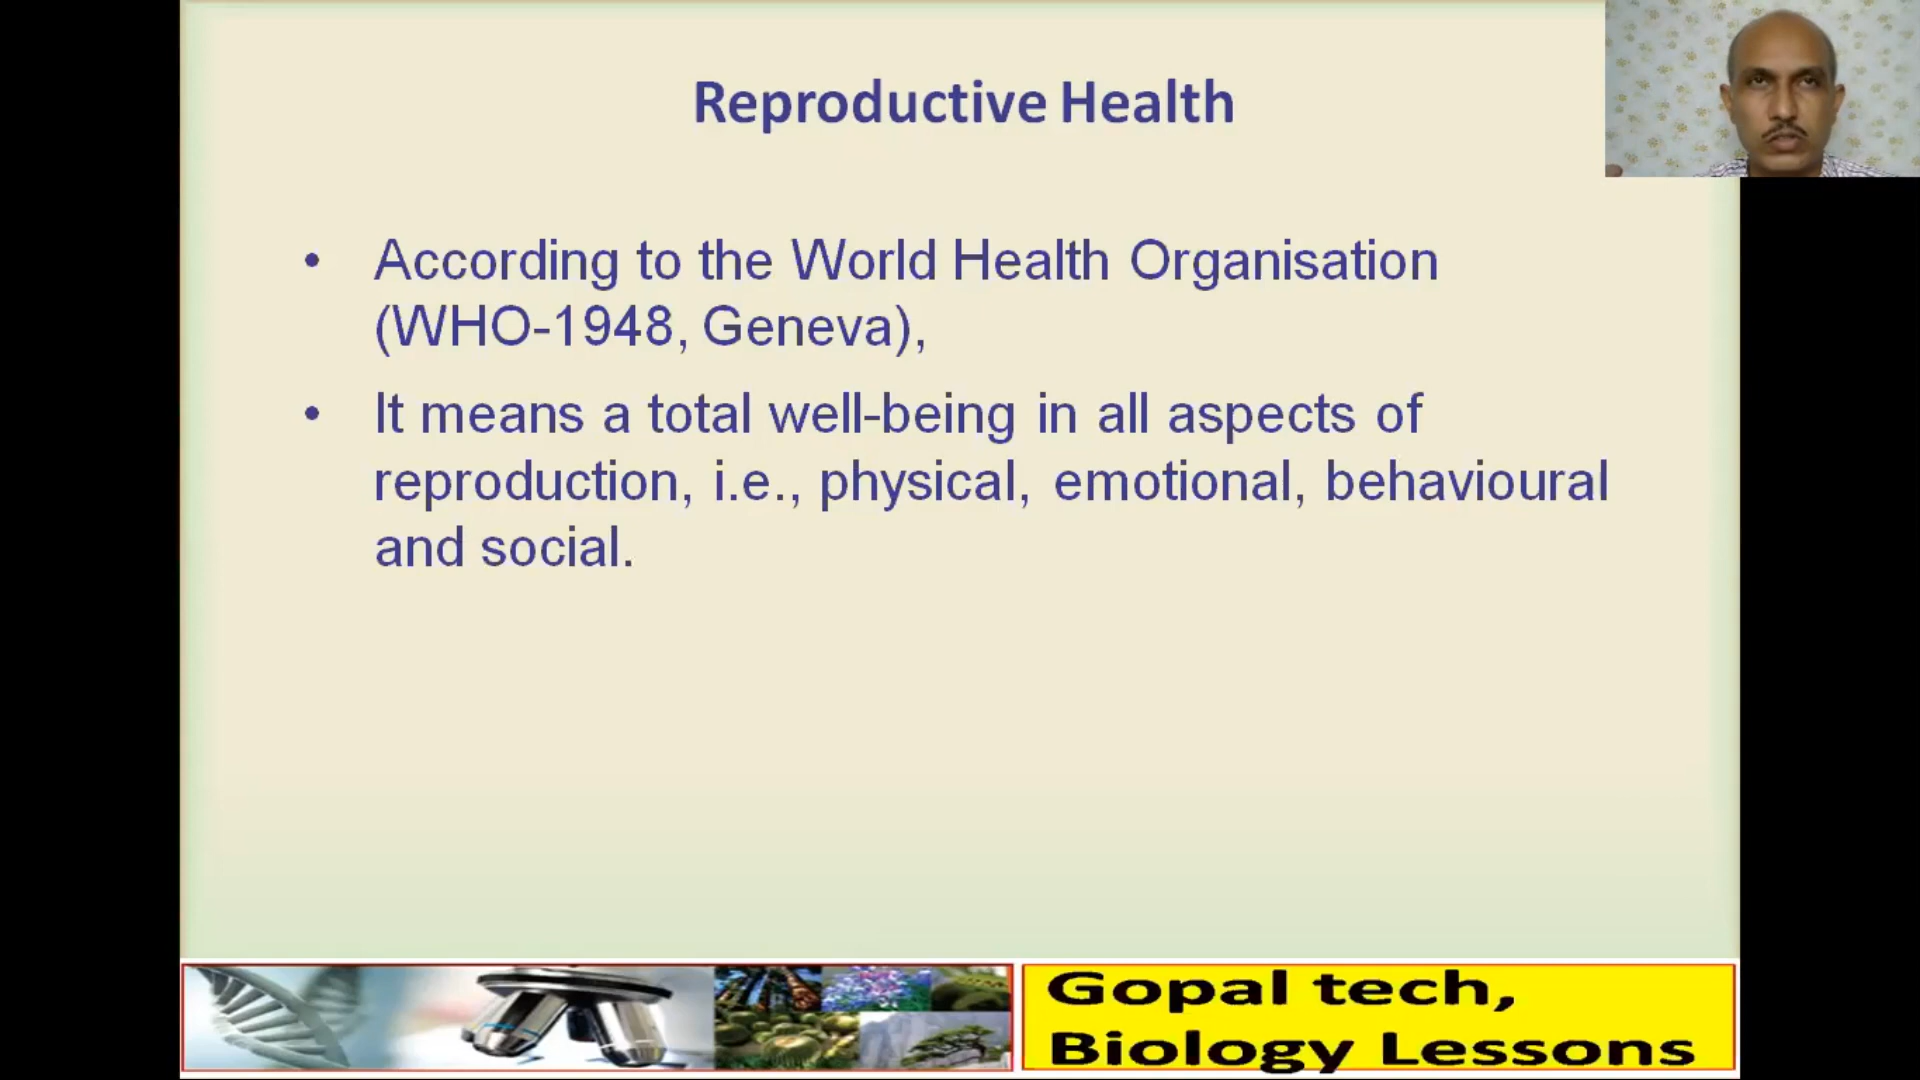 Reproductive Health
• According to the World Health Organisation
(WHO-1948, Geneva),
• It means a total well-being in all aspects of
reproduction, i.e., physical, emotional, behavioural
and social.
Gopal tech,
Biology Lessons